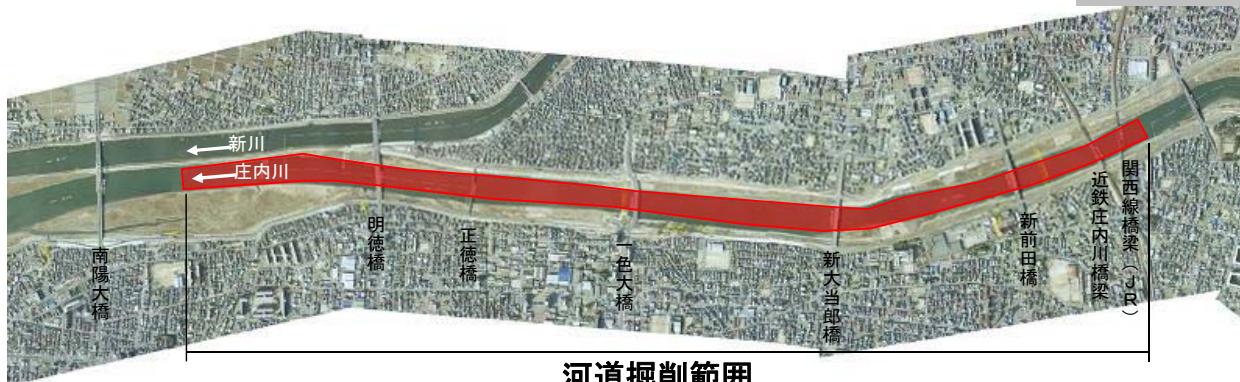 新川
庄内川
南陽大橋
明徳橋
正徳橋
一色大橋
新大当郎橋
新前田橋
近鉄庄内川橋梁
関西線橋梁（JR）
河道掘削範囲